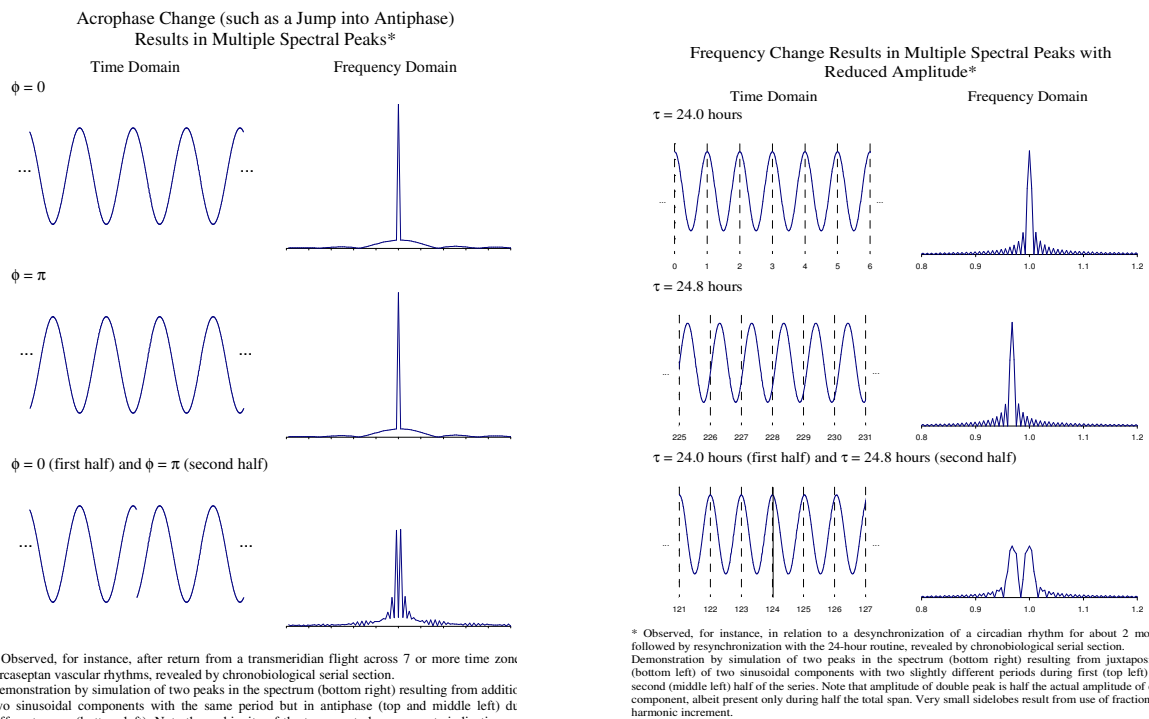 Acrophase Change (such as a Jump into Antiphase)
Results in Multiple Spectral Peaks*
Time Domain
Frequency Domain
ϕ = 0
...
...
ϕ = π
...
...
ϕ = 0 (first half) and ϕ = π (second half)
...
...
Observed, for instance, after return from a transmeridian flight across 7 or more time
vascular rhythms, revealed by chronobiological serial section.
by simulation of two peaks in the spectrum (bottom right) resulting from
sinusoidal components with the same period but in antiphase (top and middle left)
Frequency Change Results in Multiple Spectral Peaks with
Reduced Amplitude*
Time Domain
Frequency Domain
τ = 24.0 hours
...
...
0 1 2 3 4 5 6
0.8 0.9 1.0 1.1 1.2
τ = 24.8 hours
...
...
225 226 227 228 229 230 231
0.8 0.9 1.0 1.1 1.2
τ = 24.0 hours (first half) and τ = 24.8 hours (second half)
...
...
121 122 123 124 125 126 127
0.8 0.9 1.0 1.1 1.2
* Observed, for instance, in relation to a desynchronization of a circadian rhythm for about 2
followed by resynchronization with the 24-hour routine, revealed by chronobiological serial section.
Demonstration by simulation of two peaks in the spectrum (bottom right) resulting from
(bottom left) of two sinusoidal components with two slightly different periods during first (top left)
second (middle left) half of the series. Note that amplitude of double peak is half the actual amplitude of
component, albeit present only during half the total span. Very small sidelobes result from use of
harmonic increment.